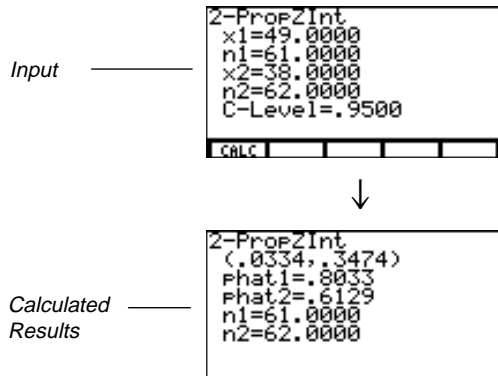 2-PropZInt
x1=49.0000
n1=61.0000
x2=38.0000
n2=62.0000
C-Level=.9500
Input
CALC
↓
2-PropZInt
(.0334,.3474)
phat1=.8033
phat2=.6129
n1=61.0000
n2=62.0000
Calculated
Results